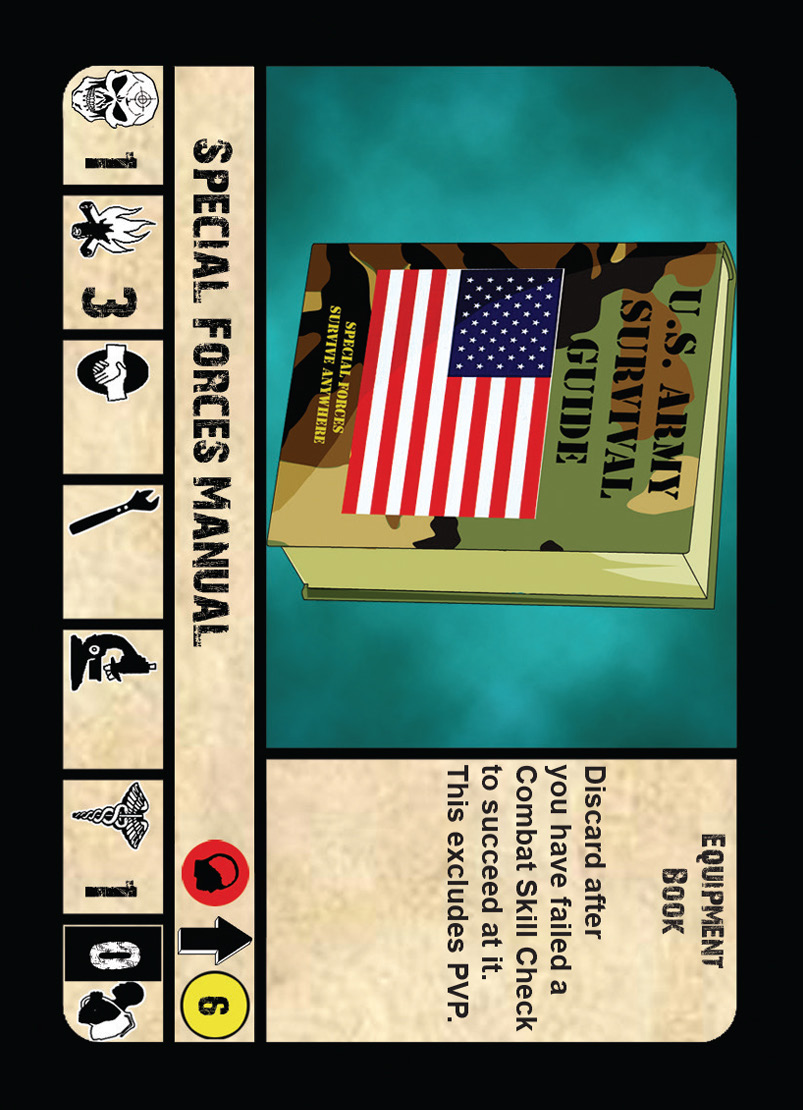 U.S. ARMY
SURVIVAL
GUIDE
SPECIAL FORCES
SURVIVE ANYWHERE
EQUIPMENT
BOOK
Discard after
you have failed a
Combat Skill Check
to succeed at it.
This excludes PVP.
SPECIAL FORCES MANUAL
6
1
3
1
0